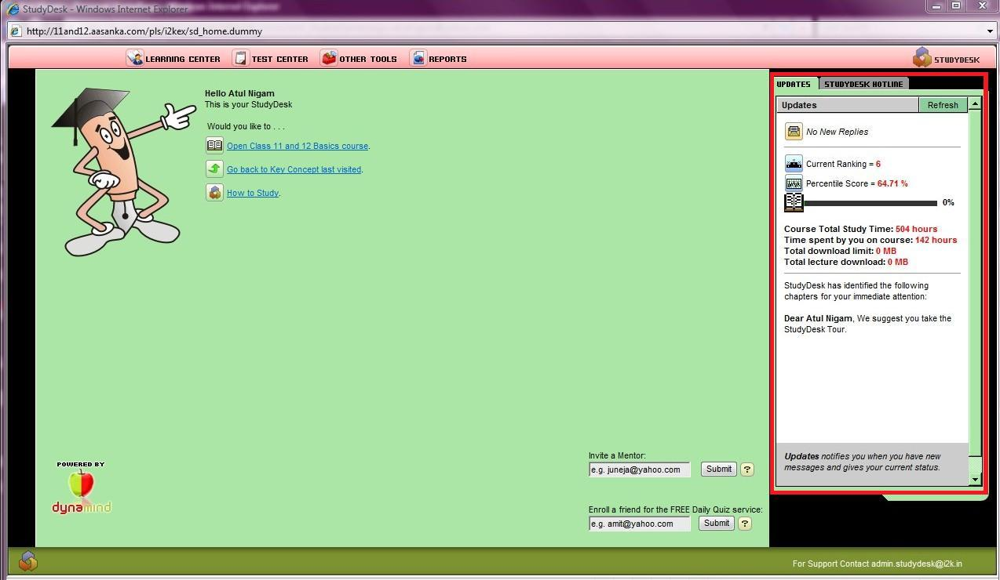 StudyDesk - Windows Internet Explorer
http://11and12.aasanka.com/pls/i2kex/sd_home.dummy
LEARNING CENTER TEST CENTER OTHER TOOLS REPORTS STUDYDESK
Hello Atul Nigam
This is your StudyDesk
Would you like to . . .
Open Class 11 and 12 Basics course.
Go back to Key Concept last visited.
How to Study.
POWERED BY
dynamind
Invite a Mentor:
e.g. juneja@yahoo.com Submit ?
Enroll a friend for the FREE Daily Quiz service:
e.g. amit@yahoo.com Submit ?
UPDATES STUDYDESK HOTLINE
Updates Refresh
No New Replies
Current Ranking = 6
Percentile Score = 64.71 %
0%
Course Total Study Time: 504 hours
Time spent by you on course: 142 hours
Total download limit: 0 MB
Total lecture download: 0 MB
StudyDesk has identified the following
chapters for your immediate attention:
Dear Atul Nigam, We suggest you take the
StudyDesk Tour.
Updates notifies you when you have new
messages and gives your current status.
For Support Contact admin.studydesk@i2k.in